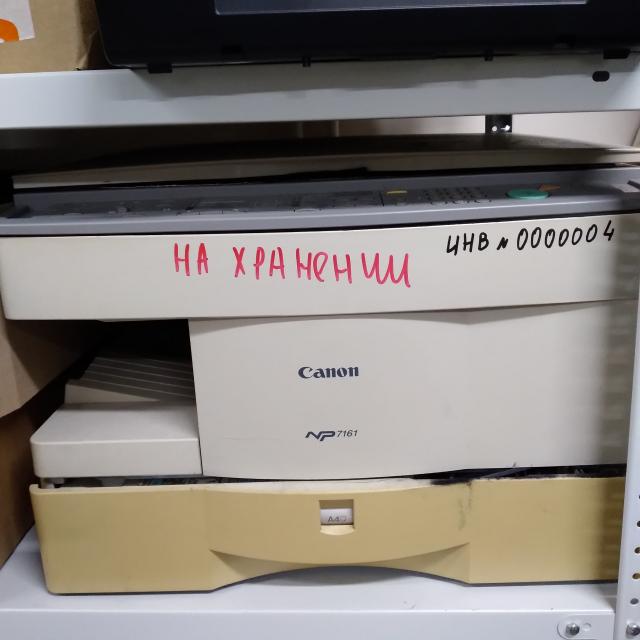 НА ХРАНЕНИИ
ИНВ № 0000004
Canon
NP 7161
A4